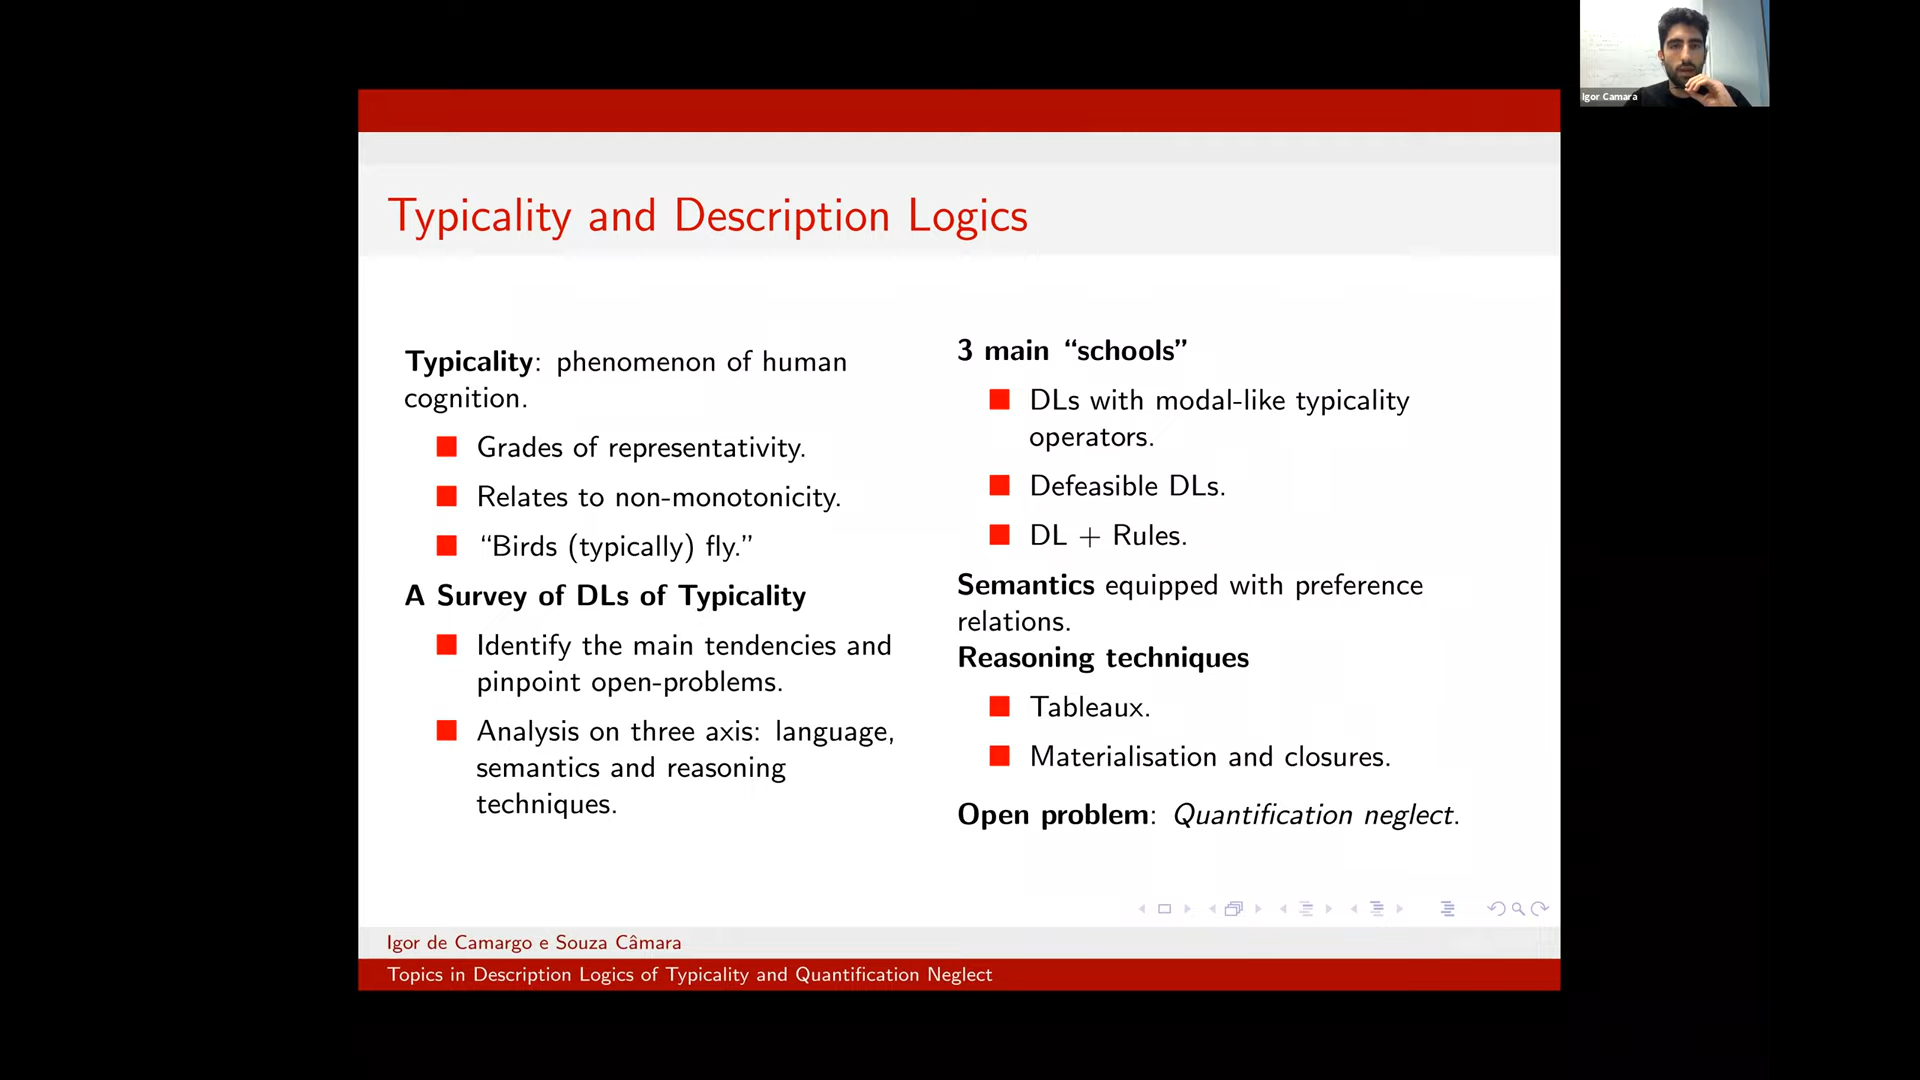 Igor Camara
Typicality and Description Logics
Typicality: phenomenon of human
cognition.
Grades of representativity.
Relates to non-monotonicity.
“Birds (typically) fly.”
A Survey of DLs of Typicality
Identify the main tendencies and
pinpoint open-problems.
Analysis on three axis: language,
semantics and reasoning
techniques.
3 main “schools”
DLs with modal-like typicality
operators.
Defeasible DLs.
DL + Rules.
Semantics equipped with preference
relations.
Reasoning techniques
Tableaux.
Materialisation and closures.
Open problem: Quantification neglect.
Igor de Camargo e Souza Câmara
Topics in Description Logics of Typicality and Quantification Neglect